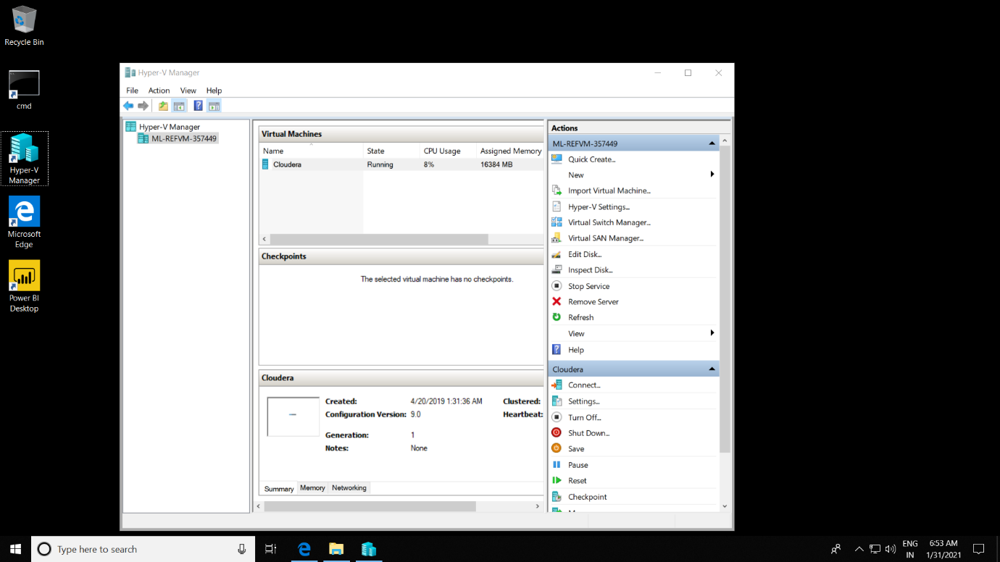 Recycle Bin
cmd
Hyper-V
Manager
Microsoft
Edge
Power BI
Desktop
Hyper-V Manager
File Action View Help
Hyper-V Manager
ML-REFVM-357449
Virtual Machines
Name State CPU Usage Assigned Memory
Cloudera Running 8% 16384 MB
Checkpoints
The selected virtual machine has no checkpoints.
Cloudera
Created: 4/20/2019 1:31:36 AM Clustered:
Configuration Version: 9.0 Heartbeat:
Generation: 1
Notes: None
Summary Memory Networking
Actions
ML-REFVM-357449
Quick Create...
New
Import Virtual Machine...
Hyper-V Settings...
Virtual Switch Manager...
Virtual SAN Manager...
Edit Disk...
Inspect Disk...
Stop Service
Remove Server
Refresh
View
Help
Cloudera
Connect...
Settings...
Turn Off...
Shut Down...
Save
Pause
Reset
Checkpoint
Type here to search
ENG
IN
6:53 AM
1/31/2021